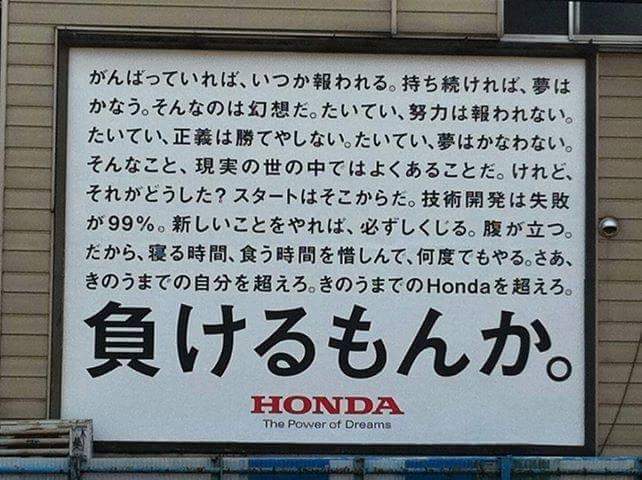 がんばっていれば、いつか報われる。持ち続ければ、夢は
かなう。そんなのは幻想だ。たいてい、努力は報われない。
たいてい、正義は勝てやしない。たいてい、夢はかなわない。
そんなこと、現実の世の中ではよくあることだ。けれど、
それがどうした？スタートはそこからだ。技術開発は失敗
が99%。新しいことをやれば、必ずしくじる。腹が立つ。
だから、寝る時間、食う時間を惜しんで、何度でもやる。さあ、
きのうまでの自分を超えろ。きのうまでのHondaを超えろ。
負けるもんか。
HONDA
The Power of Dreams